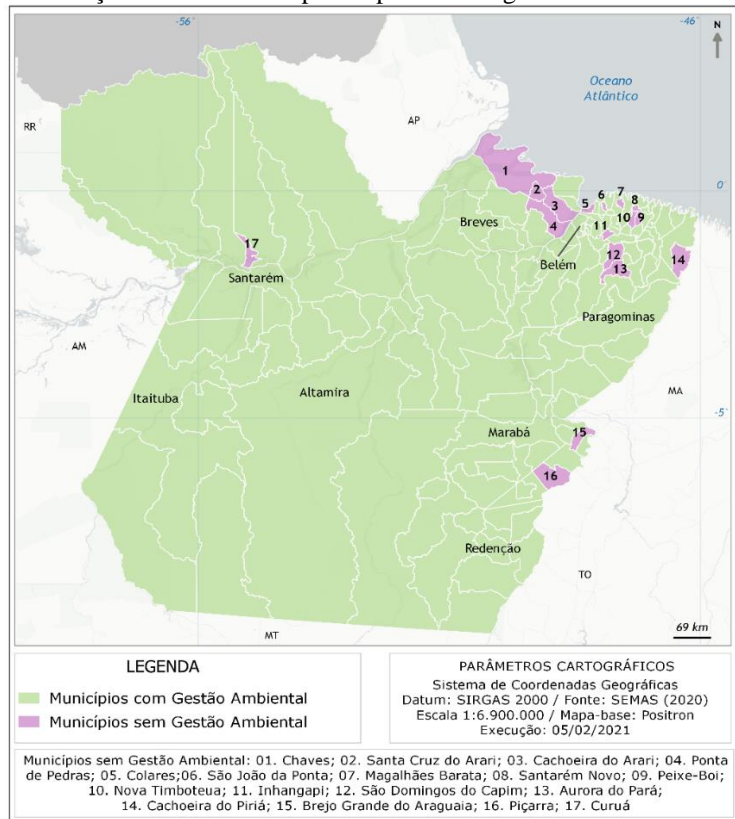 -56
-46
N
Oceano
Atlântico
RR
AP
0
1
2
3
4
5
6
7
8
9
10
11
12
13
14
17
Breves
Belém
Santarém
Paragominas
AM
Itaituba
Altamira
MA
-5
Marabá
15
16
Redenção
TO
MT
69 km
LEGENDA
Municípios com Gestão Ambiental
Municípios sem Gestão Ambiental
PARÂMETROS CARTOGRÁFICOS
Sistema de Coordenadas Geográficas
Datum: SIRGAS 2000 / Fonte: SEMAS (2020)
Escala 1:6.900.000 / Mapa-base: Positron
Execução: 05/02/2021
Municípios sem Gestão Ambiental: 01. Chaves; 02. Santa Cruz do Arari; 03. Cachoeira do Arari; 04. Ponta
de Pedras; 05. Colares;06. São João da Ponta; 07. Magalhães Barata; 08. Santarém Novo; 09. Peixe-Boi;
10. Nova Timboteua; 11. Inhangapi; 12. São Domingos do Capim; 13. Aurora do Pará;
14. Cachoeira do Piriá; 15. Brejo Grande do Araguaia; 16. Piçarra; 17. Curuá